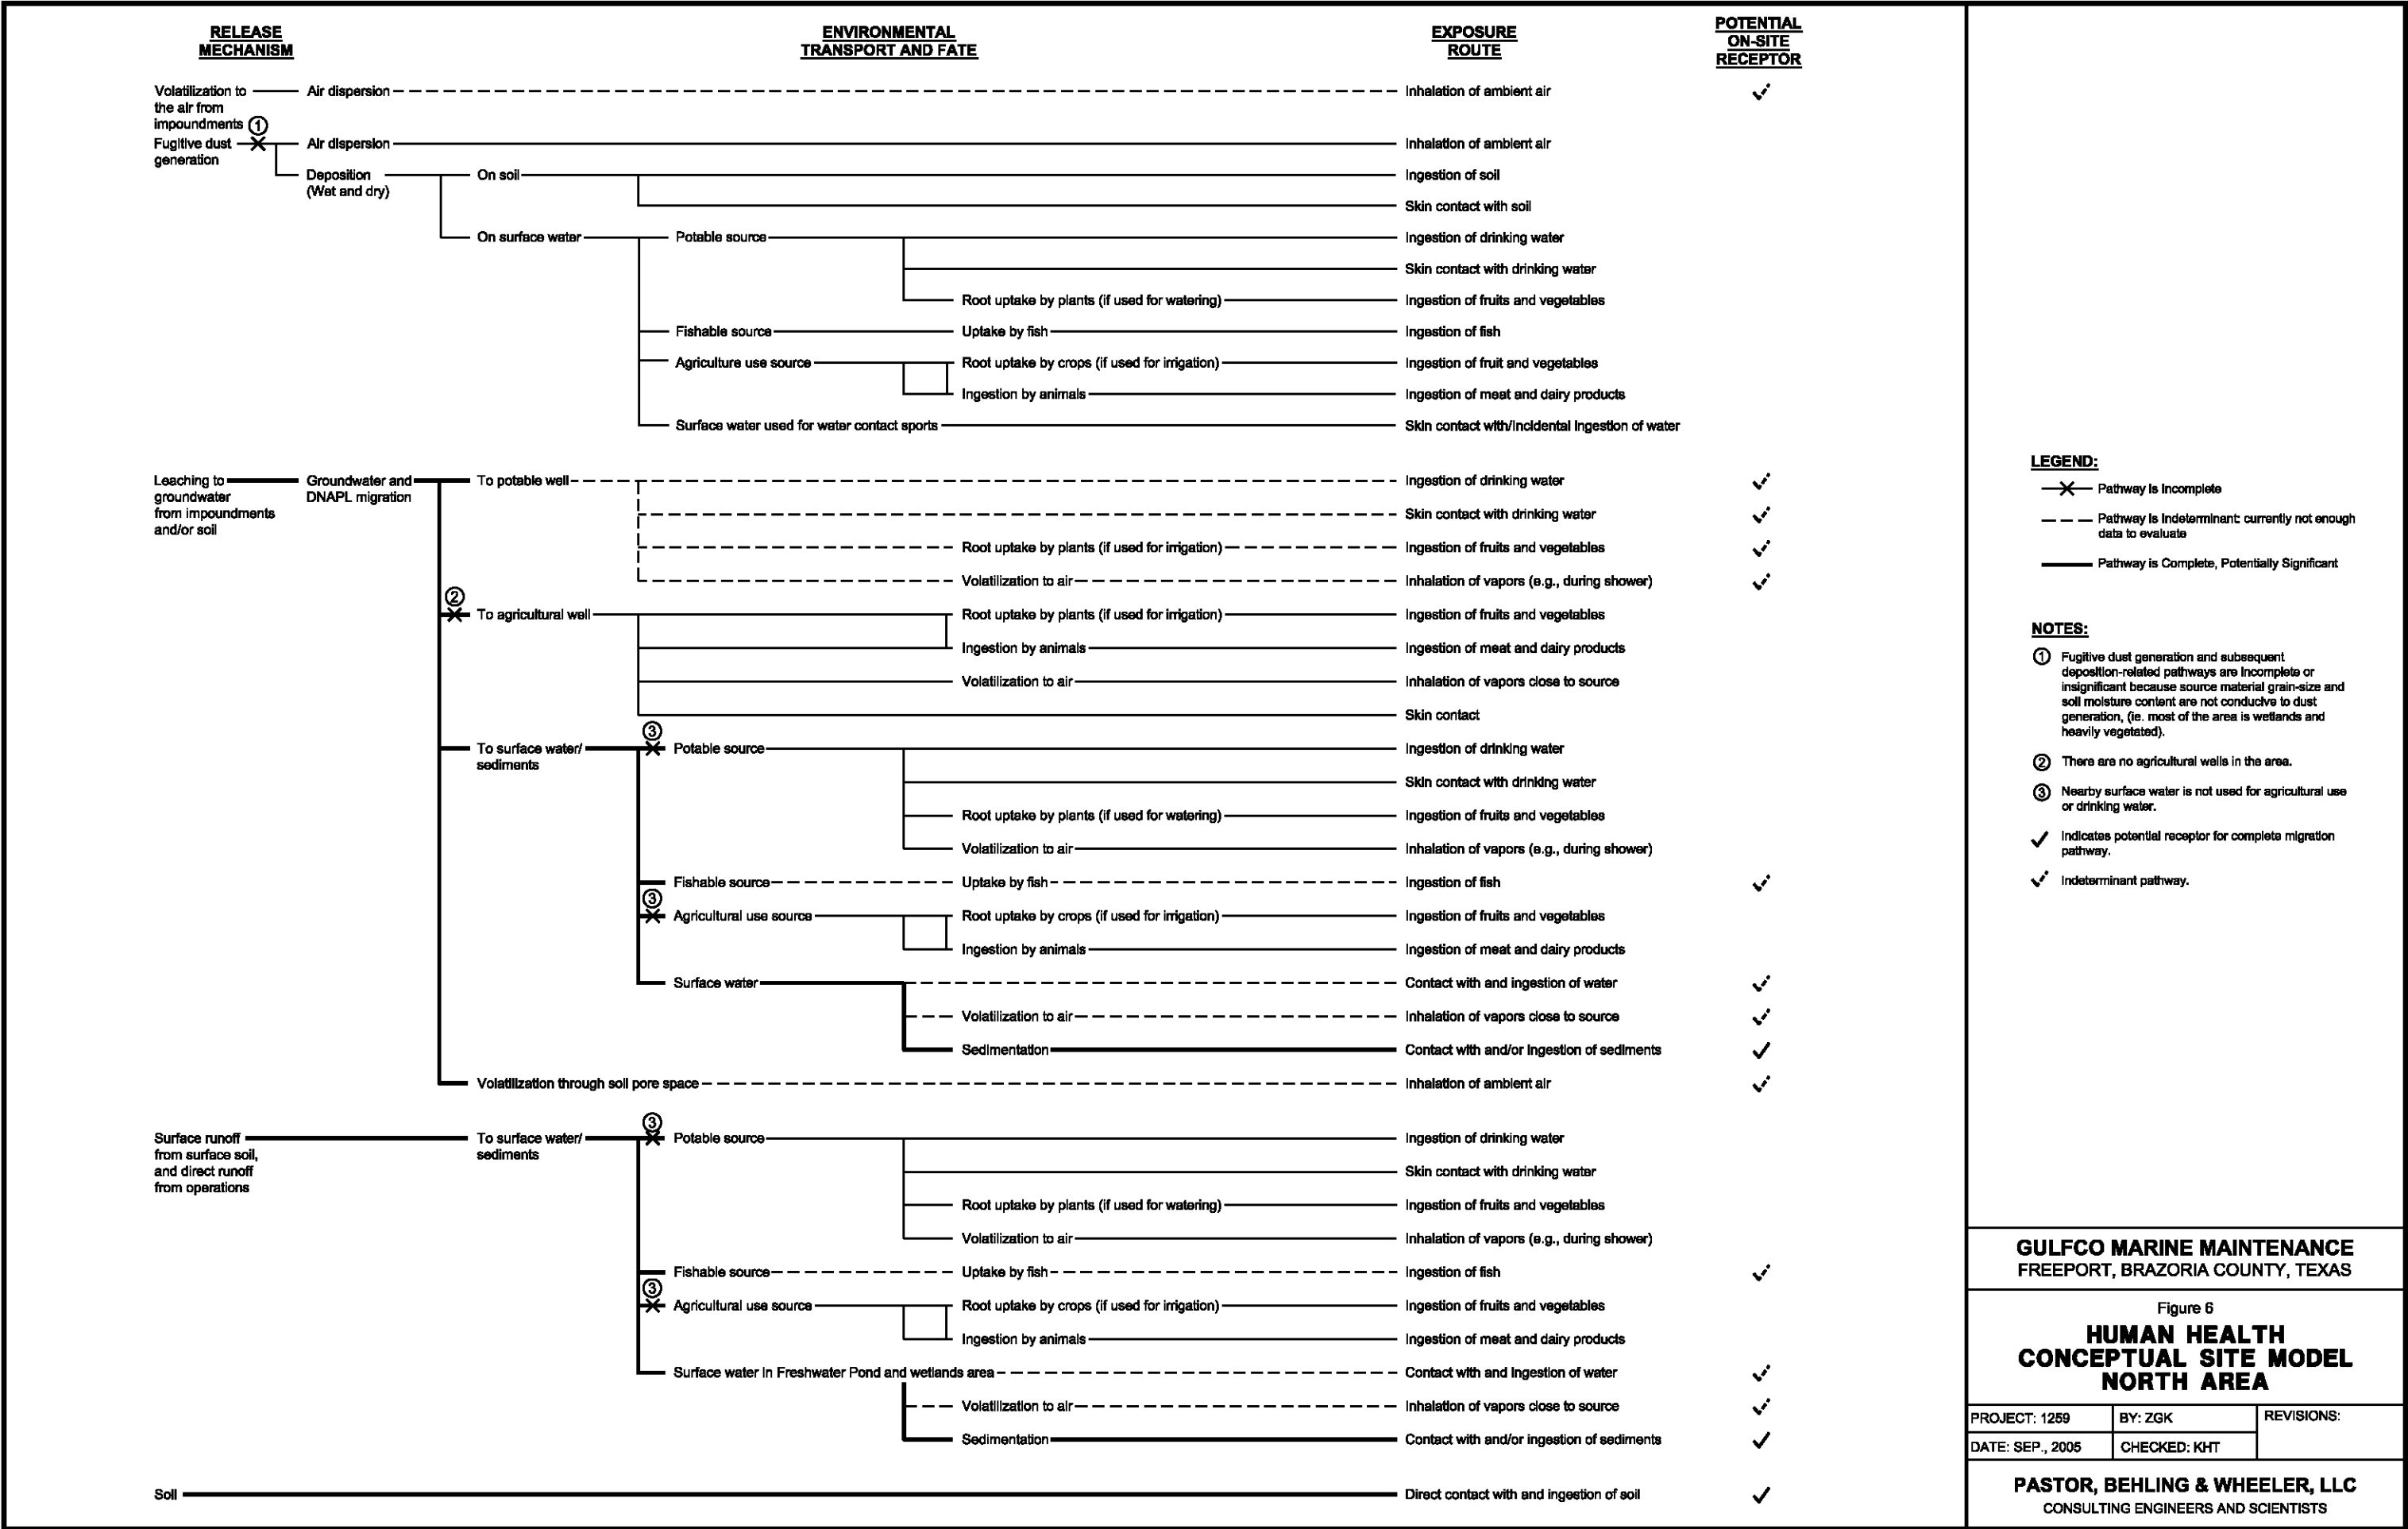 RELEASE
MECHANISM
ENVIRONMENTAL
TRANSPORT AND FATE
EXPOSURE
ROUTE
POTENTIAL
ON-SITE
RECEPTOR
Volatilization to
the air from
impoundments
Air dispersion
Inhalation of ambient air
①
Fugitive dust
generation
Air dispersion
Inhalation of ambient air
Deposition
(Wet and dry)
On soil
Ingestion of soil
Skin contact with soil
On surface water
Potable source
Ingestion of drinking water
Skin contact with drinking water
Root uptake by plants (if used for watering)
Ingestion of fruits and vegetables
Fishable source
Uptake by fish
Ingestion of fish
Agriculture use source
Root uptake by crops (if used for irrigation)
Ingestion of fruit and vegetables
Ingestion by animals
Ingestion of meat and dairy products
Surface water used for water contact sports
Skin contact with/incidental ingestion of water
Leaching to
groundwater
from impoundments
and/or soil
Groundwater and
DNAPL migration
To potable well
Ingestion of drinking water
Skin contact with drinking water
Root uptake by plants (if used for irrigation)
Ingestion of fruits and vegetables
Volatilization to air
Inhalation of vapors (e.g., during shower)
②
To agricultural well
Root uptake by plants (if used for irrigation)
Ingestion of fruits and vegetables
Ingestion by animals
Ingestion of meat and dairy products
Volatilization to air
Inhalation of vapors close to source
Skin contact
To surface water/
sediments
③
Potable source
Ingestion of drinking water
Skin contact with drinking water
Root uptake by plants (if used for watering)
Ingestion of fruits and vegetables
Volatilization to air
Inhalation of vapors (e.g., during shower)
Fishable source
Uptake by fish
Ingestion of fish
③
Agricultural use source
Root uptake by crops (if used for irrigation)
Ingestion of fruits and vegetables
Ingestion by animals
Ingestion of meat and dairy products
Surface water
Contact with and ingestion of water
Volatilization to air
Inhalation of vapors close to source
Sedimentation
Contact with and/or ingestion of sediments
Volatilization through soil pore space
Inhalation of ambient air
Surface runoff
from surface soil,
and direct runoff
from operations
To surface water/
sediments
③
Potable source
Ingestion of drinking water
Skin contact with drinking water
Root uptake by plants (if used for watering)
Ingestion of fruits and vegetables
Volatilization to air
Inhalation of vapors (e.g., during shower)
Fishable source
Uptake by fish
Ingestion of fish
③
Agricultural use source
Root uptake by crops (if used for irrigation)
Ingestion of fruits and vegetables
Ingestion by animals
Ingestion of meat and dairy products
Surface water in Freshwater Pond and wetlands area
Contact with and ingestion of water
Volatilization to air
Inhalation of vapors close to source
Sedimentation
Contact with and/or ingestion of sediments
Soil
Direct contact with and ingestion of soil
LEGEND:
Pathway is Incomplete
Pathway is Indeterminant: currently not enough
data to evaluate
Pathway is Complete, Potentially Significant
NOTES:
① Fugitive dust generation and subsequent
deposition-related pathways are incomplete or
insignificant because source material grain-size and
soil moisture content are not conducive to dust
generation, (ie. most of the area is wetlands and
heavily vegetated).
② There are no agricultural wells in the area.
③ Nearby surface water is not used for agricultural use
or drinking water.
Indicates potential receptor for complete migration
pathway.
Indeterminant pathway.
GULFCO MARINE MAINTENANCE
FREEPORT, BRAZORIA COUNTY, TEXAS
Figure 6
HUMAN HEALTH
CONCEPTUAL SITE MODEL
NORTH AREA
PROJECT: 1259
BY: ZGK
REVISIONS:
DATE: SEP., 2005
CHECKED: KHT
PASTOR, BEHLING & WHEELER, LLC
CONSULTING ENGINEERS AND SCIENTISTS